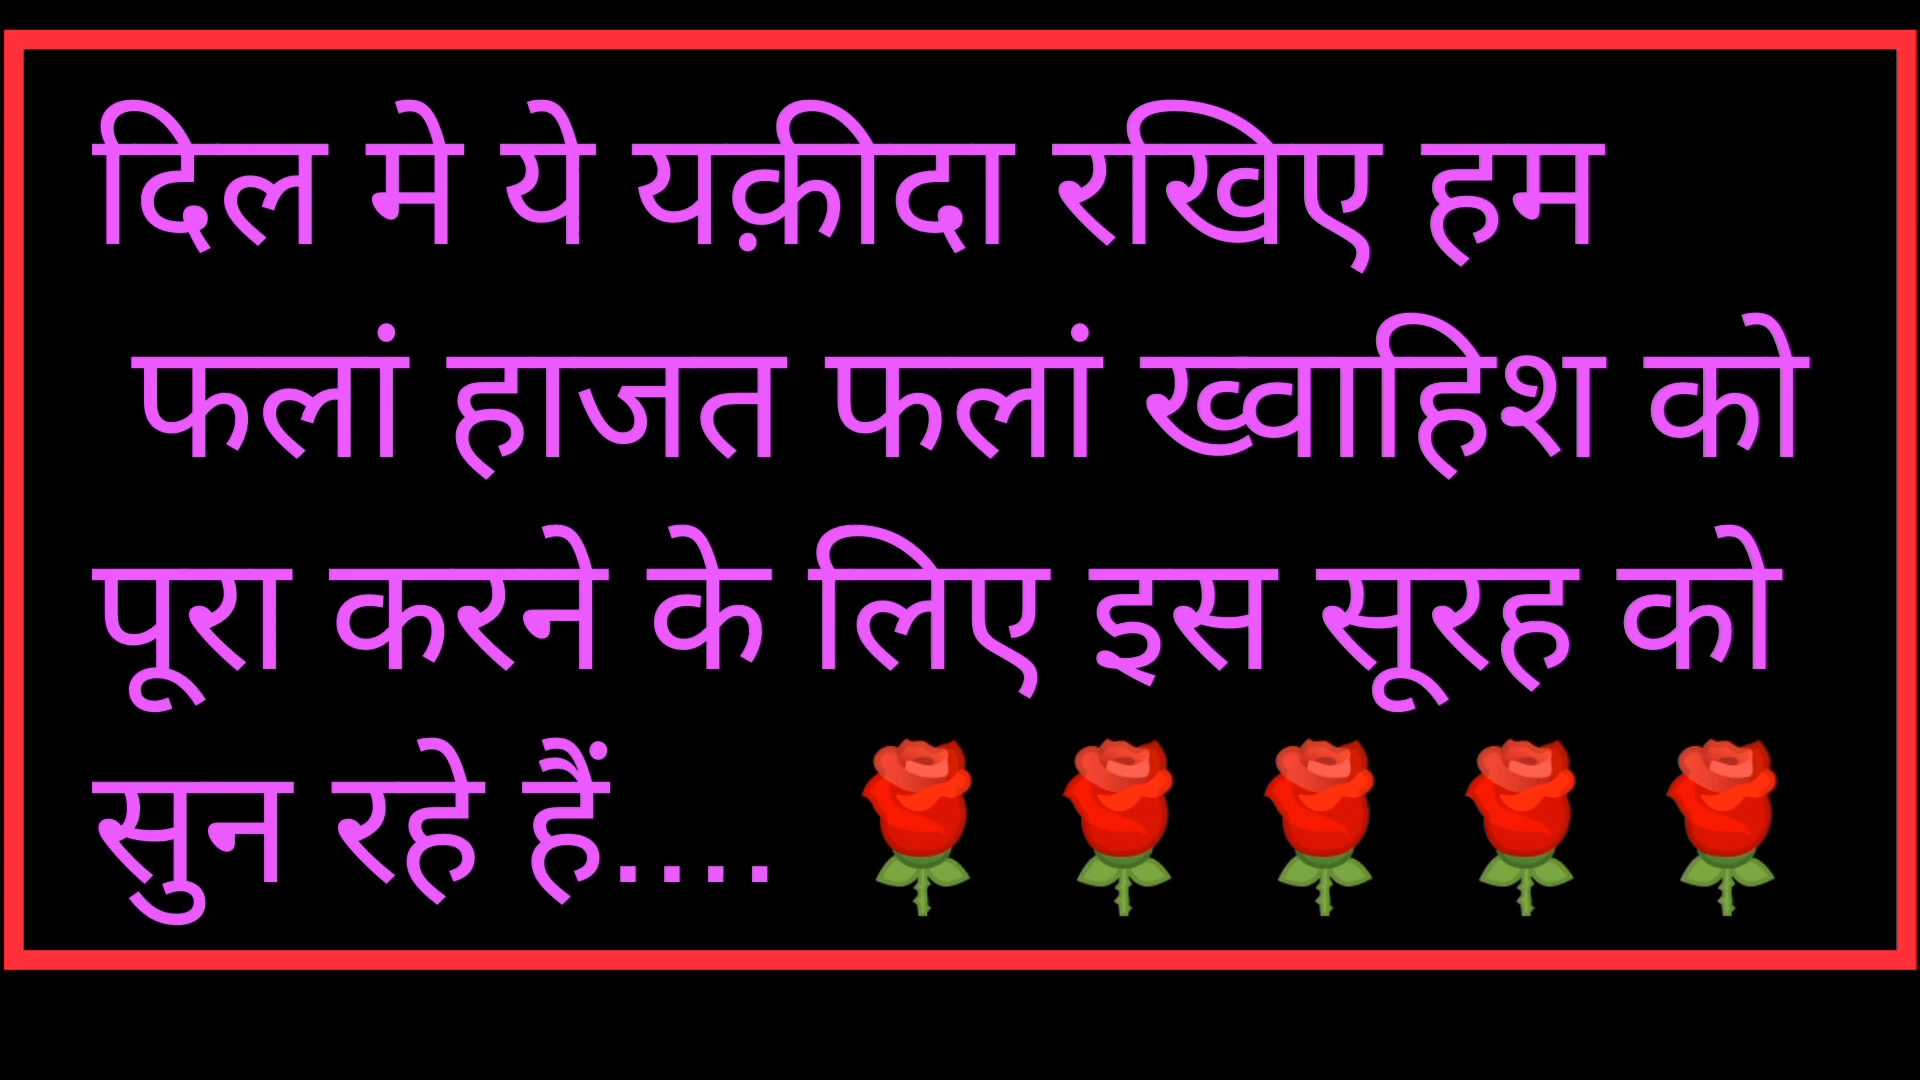 दिल मे ये यक़ीदा रखिए हम
फलां हाजत फलां ख्वाहिश को
पूरा करने के लिए इस सूरह को
सुन रहे हैं.... 🌹 🌹 🌹 🌹 🌹